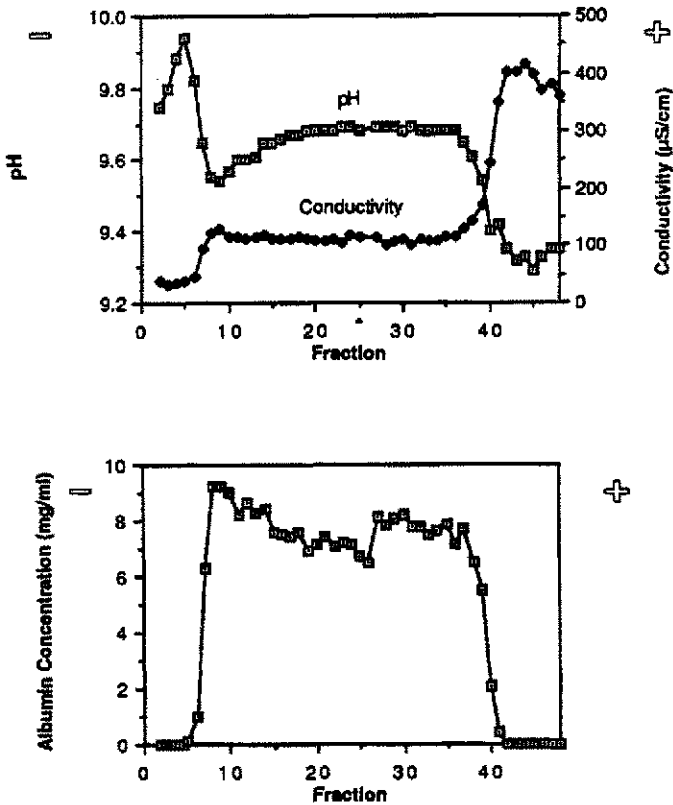 –
10.0
9.8
9.6
9.4
9.2
pH
pH
Conductivity
500
400
300
200
100
0
Conductivity (µS/cm)
+
0 10 20 30 40
Fraction
–
10
8
6
4
2
0
Albumin Concentration (mg/ml)
+
0 10 20 30 40
Fraction